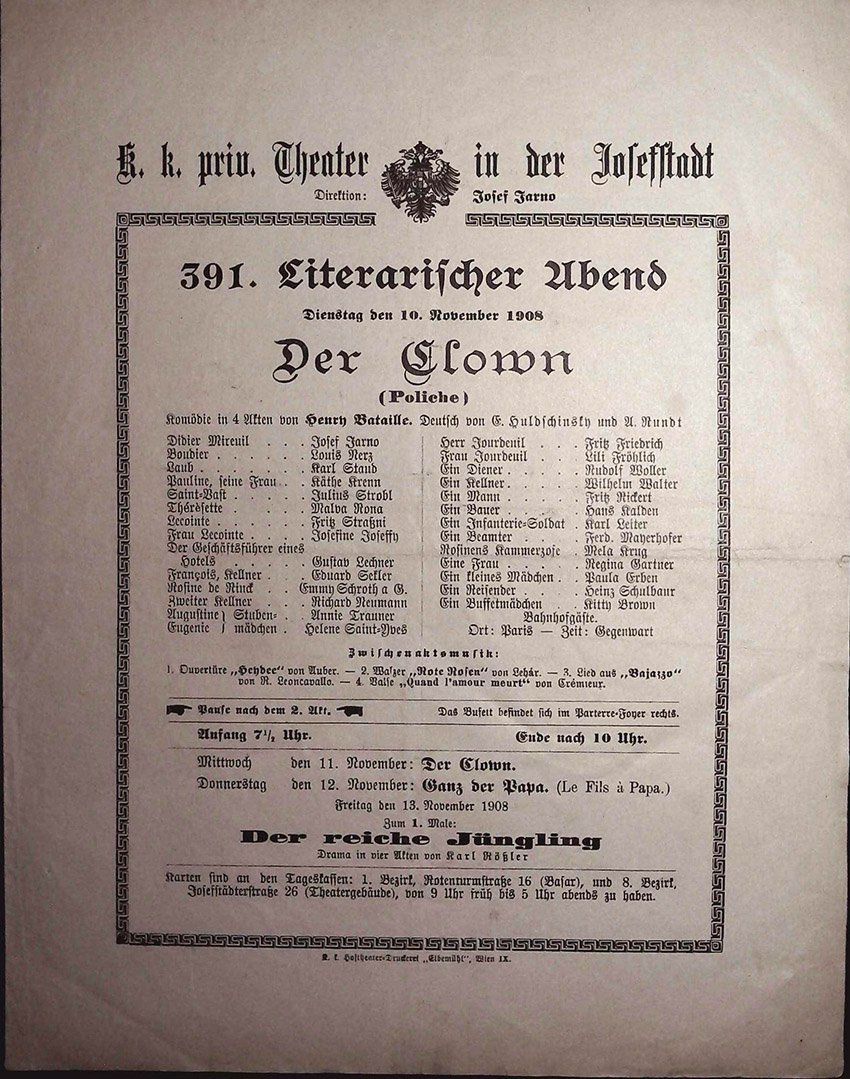 K. k. priv. Theater in der Josefstadt
Direktion: Josef Jarno
391. Literarischer Abend
Dienstag den 10. November 1908
Der Clown
(Poliche)
Komödie in 4 Akten von Henry Bataille. Deutsch von E. Huldschinsky und A. Rundt
Didier Mireuil . . . Josef Jarno
Boudier . . . . . . Louis Nerz
Laub . . . . . . . Karl Staud
Pauline, seine Frau . . Käthe Krenn
Saint-Vast . . . . . Julius Strobl
Thérésette . . . . Malva Rona
Lecointe . . . . . . Fritz Straßni
Frau Lecointe . . . Josefine Joseffy
Der Geschäftsführer eines
Hotels . . . . . . Gustav Lechner
François, Kellner . . Eduard Sekler
Rosine de Rinck . . Emmy Schroth a G.
Zweiter Kellner . . . Richard Neumann
Augustine } Stuben- . . Annie Trauner
Eugenie } mädchen . Helene Saint-Yves
Herr Jourdeuil . . . Fritz Friedrich
Frau Jourdeuil . . . Lili Fröhlich
Ein Diener . . . . . Rudolf Woller
Ein Kellner . . . . . Wilhelm Walter
Ein Mann . . . . . Fritz Rickert
Ein Bauer . . . . . Hans Kalden
Ein Infanterie-Soldat . Karl Leiter
Ein Beamter . . . Ferd. Mayerhofer
Rosinens Kammerzofe . Mela Krug
Eine Frau . . . . . Regina Gartner
Ein kleines Mädchen . . Paula Erben
Ein Reisender . . . Heinz Schulbaur
Ein Buffetmädchen . . Kitty Brown
Bahnhofgäste.
Ort: Paris — Zeit: Gegenwart
Zwischenaktsmusik:
1. Ouvertüre „Heydee" von Auber. — 2. Walzer „Rote Rosen" von Lehár. — 3. Lied aus „Bajazzo"
von R. Leoncavallo. — 4. Valse „Quand l'amour meurt" von Crémieur.
Pause nach dem 2. Akt. Das Bufett befindet sich im Parterre-Foyer rechts.
Anfang 7 1/2 Uhr. Ende nach 10 Uhr.
Mittwoch den 11. November: Der Clown.
Donnerstag den 12. November: Ganz der Papa. (Le Fils à Papa.)
Freitag den 13. November 1908
Zum 1. Male:
Der reiche Jüngling
Drama in vier Akten von Karl Rößler
Karten sind an den Tageskassen: 1. Bezirk, Rotenturmstraße 16 (Basar), und 8. Bezirk,
Josefstädterstraße 26 (Theatergebäude), von 9 Uhr früh bis 5 Uhr abends zu haben.
K. k. Hoftheater-Druckerei „Elbemühl", Wien IX.